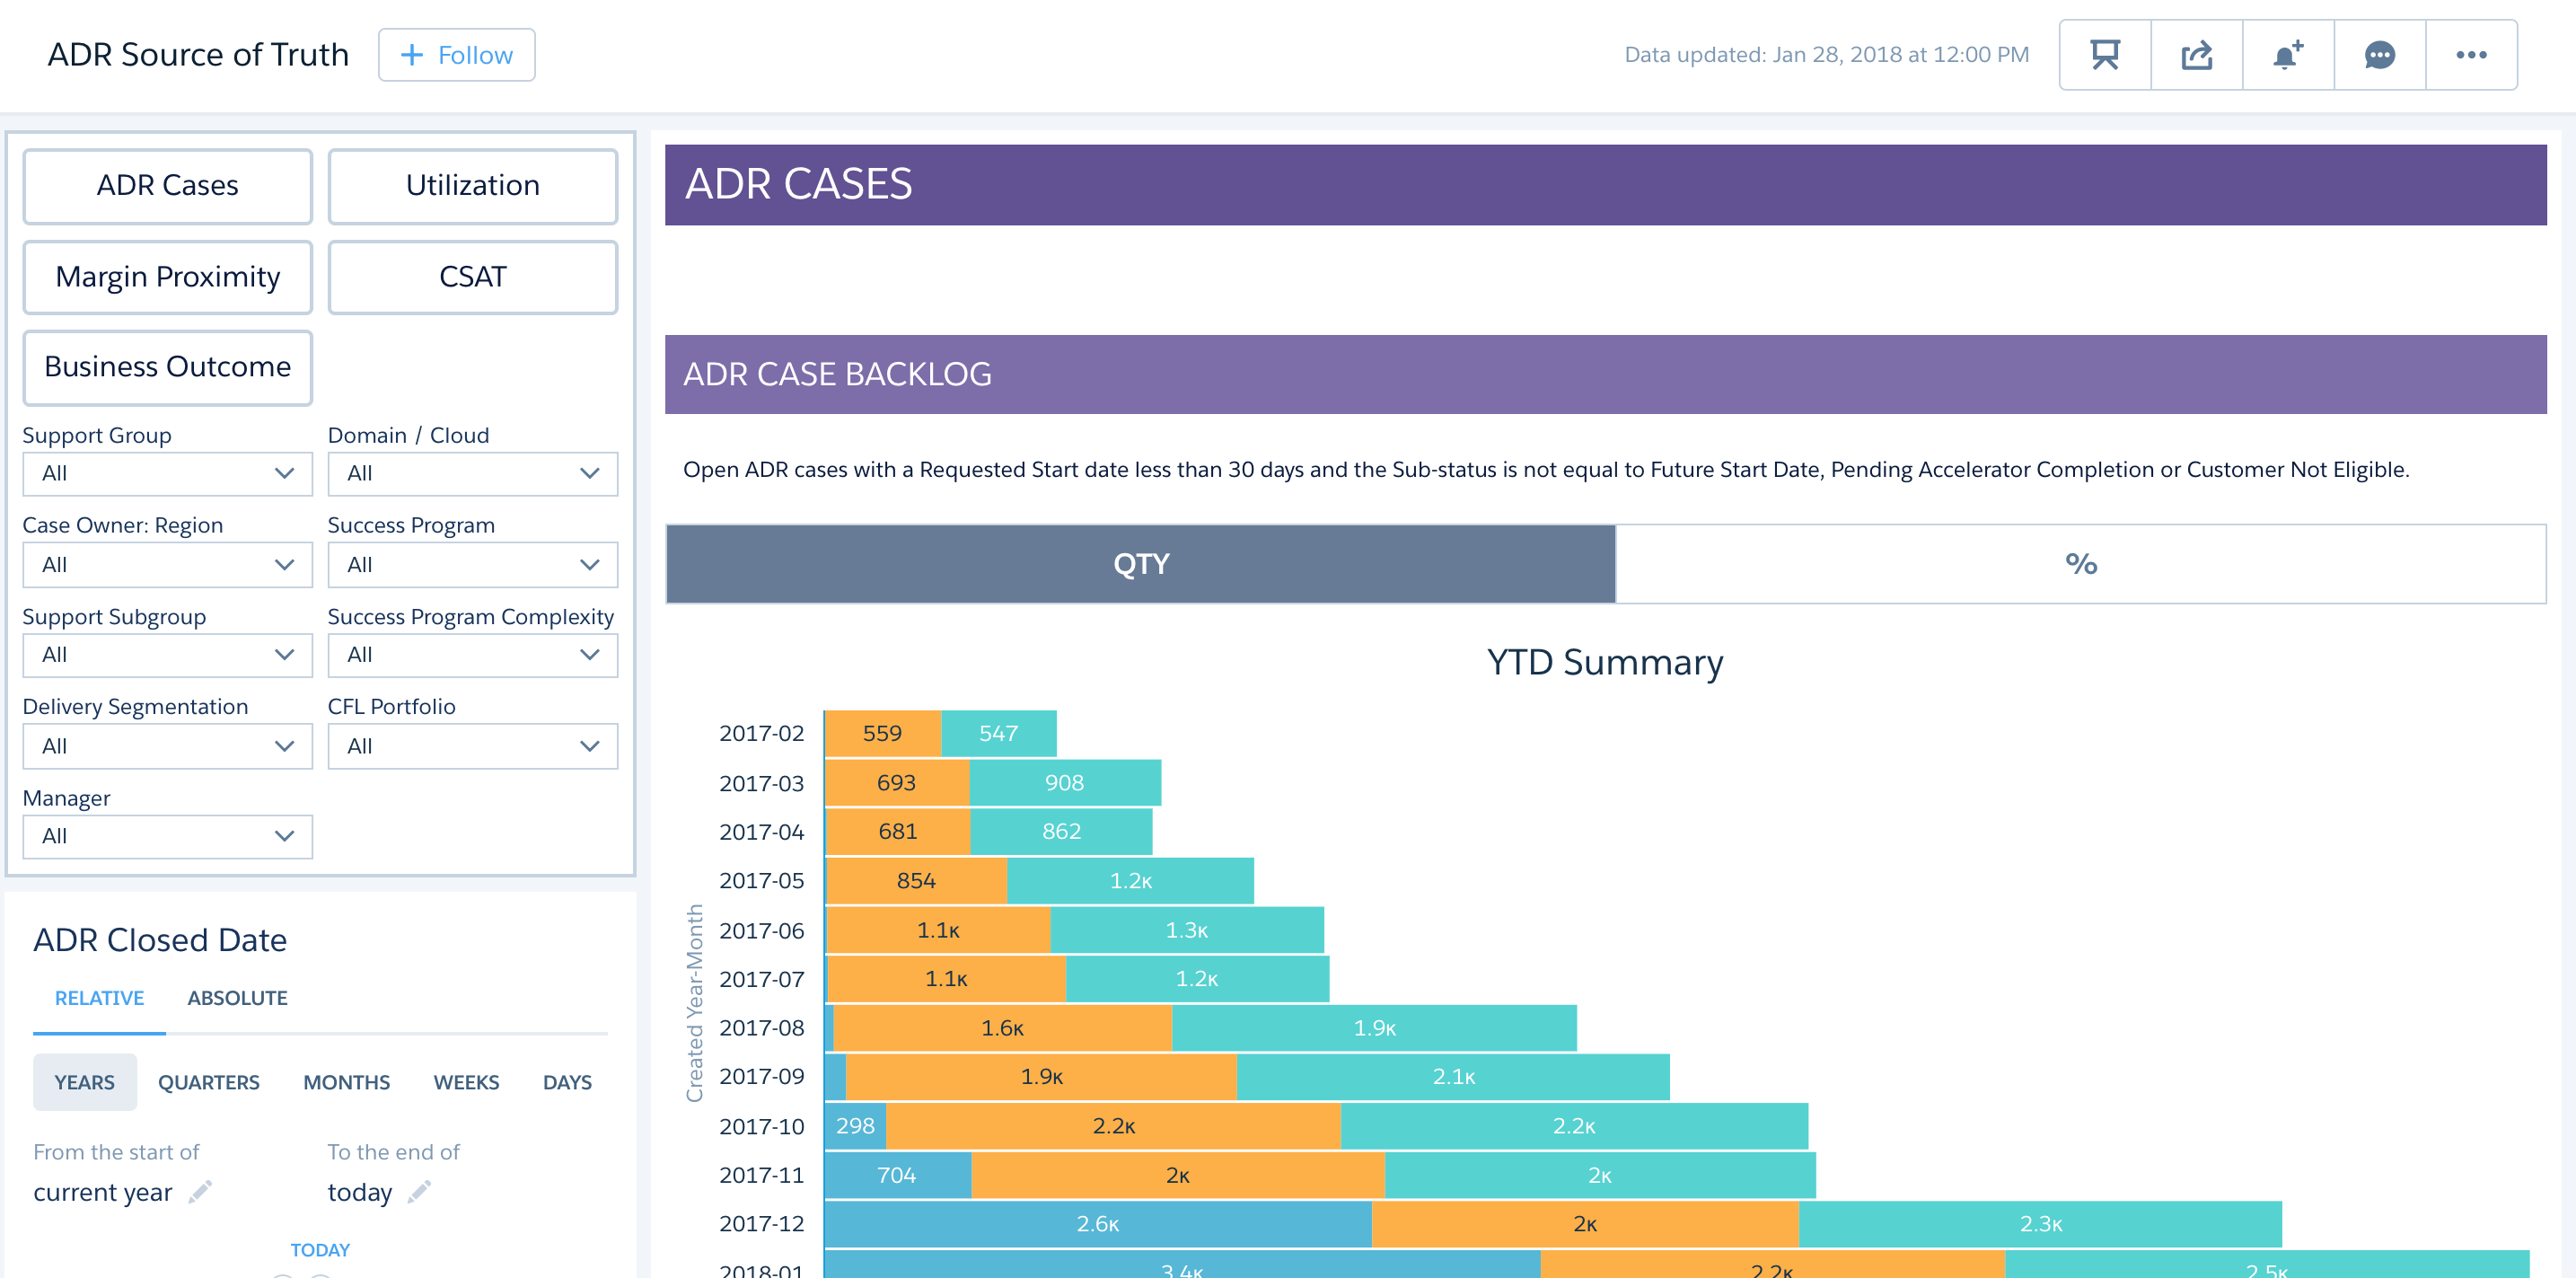 ADR Source of Truth
+ Follow
Data updated: Jan 28, 2018 at 12:00 PM
ADR Cases
Utilization
Margin Proximity
CSAT
Business Outcome
Support Group
Domain / Cloud
All
All
Case Owner: Region
Success Program
All
All
Support Subgroup
Success Program Complexity
All
All
Delivery Segmentation
CFL Portfolio
All
All
Manager
All
ADR Closed Date
RELATIVE
ABSOLUTE
YEARS
QUARTERS
MONTHS
WEEKS
DAYS
From the start of
To the end of
current year
today
TODAY
ADR CASES
ADR CASE BACKLOG
Open ADR cases with a Requested Start date less than 30 days and the Sub-status is not equal to Future Start Date, Pending Accelerator Completion or Customer Not Eligible.
QTY
%
YTD Summary
Created Year-Month
2017-02 559 547
2017-03 693 908
2017-04 681 862
2017-05 854 1.2K
2017-06 1.1K 1.3K
2017-07 1.1K 1.2K
2017-08 1.6K 1.9K
2017-09 1.9K 2.1K
2017-10 298 2.2K 2.2K
2017-11 704 2K 2K
2017-12 2.6K 2K 2.3K
2018-01 3.4K 2.2K 2.5K